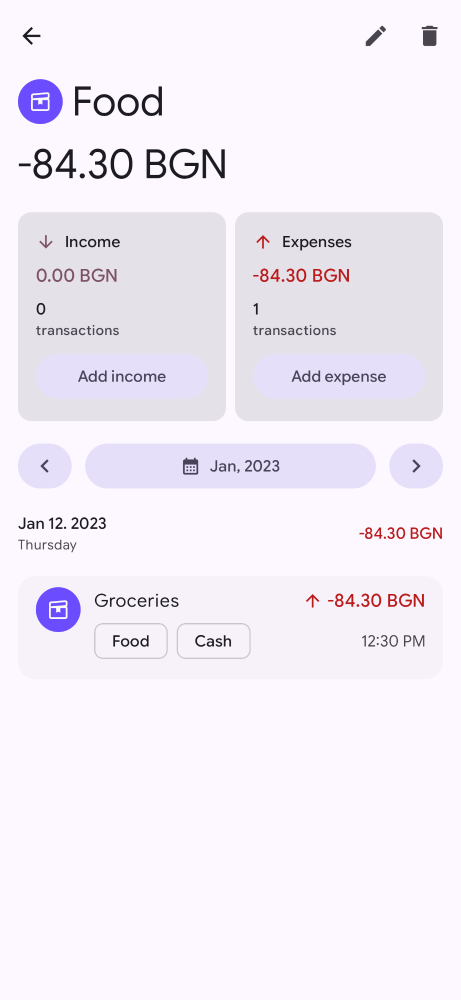 Food
-84.30 BGN
Income
0.00 BGN
0
transactions
Add income
Expenses
-84.30 BGN
1
transactions
Add expense
Jan, 2023
Jan 12. 2023
Thursday
-84.30 BGN
Groceries
-84.30 BGN
Food
Cash
12:30 PM